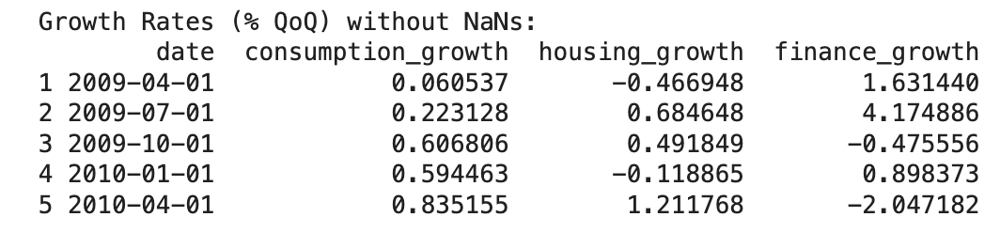 Growth Rates (% QoQ) without NaNs:
date consumption_growth housing_growth finance_growth
1 2009-04-01 0.060537 -0.466948 1.631440
2 2009-07-01 0.223128 0.684648 4.174886
3 2009-10-01 0.606806 0.491849 -0.475556
4 2010-01-01 0.594463 -0.118865 0.898373
5 2010-04-01 0.835155 1.211768 -2.047182